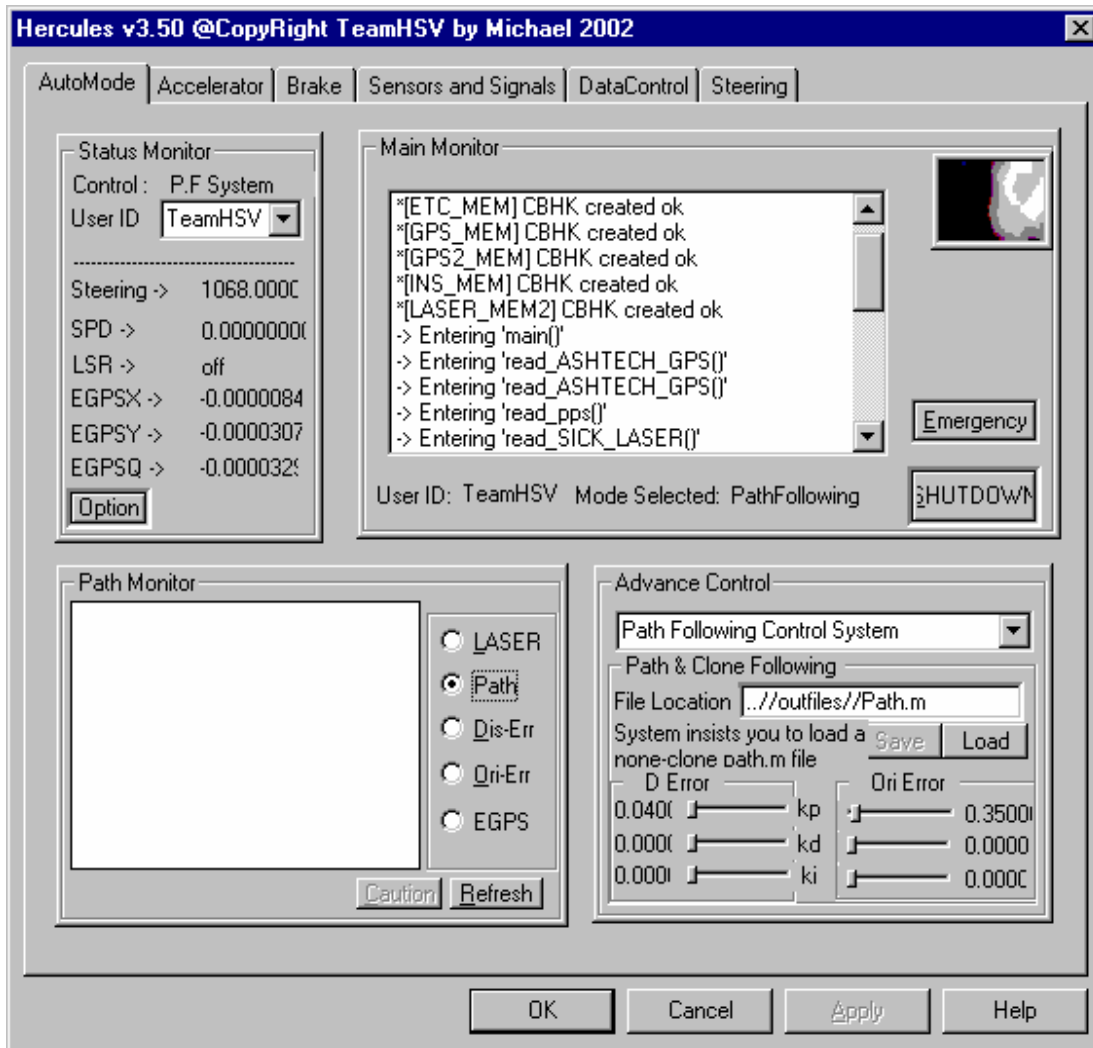 Hercules v3.50 @CopyRight TeamHSV by Michael 2002
AutoMode Accelerator Brake Sensors and Signals DataControl Steering
Status Monitor
Control : P.F System
User ID TeamHSV
----------------------------------------
Steering -> 1068.000
SPD -> 0.0000000
LSR -> off
EGPSX -> -0.0000084
EGPSY -> -0.0000307
EGPSQ -> -0.000032
Option
Main Monitor
*[ETC_MEM] CBHK created ok
*[GPS_MEM] CBHK created ok
*[GPS2_MEM] CBHK created ok
*[INS_MEM] CBHK created ok
*[LASER_MEM2] CBHK created ok
-> Entering 'main()'
-> Entering 'read_ASHTECH_GPS()'
-> Entering 'read_ASHTECH_GPS()'
-> Entering 'read_pps()'
-> Entering 'read_SICK_LASER()'
Emergency
User ID: TeamHSV Mode Selected: PathFollowing
SHUTDOWN
Path Monitor
LASER
Path
Dis-Err
Ori-Err
EGPS
Caution Refresh
Advance Control
Path Following Control System
Path & Clone Following
File Location ..//outfiles//Path.m
System insists you to load a
none-clone path.m file
Save Load
D Error Ori Error
0.040 kp 0.3500
0.000 kd 0.0000
0.000 ki 0.000
OK Cancel Apply Help